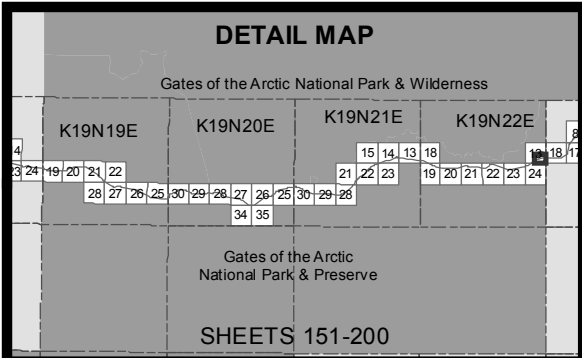 DETAIL MAP
Gates of the Arctic National Park & Wilderness
K19N19E K19N20E K19N21E K19N22E
8
4 15 14 13 18 13 18 17
23 24 19 20 21 22 21 22 23 19 20 21 22 23 24
28 27 26 25 30 29 28 27 26 25 30 29 28
34 35
Gates of the Arctic
National Park & Preserve
SHEETS 151-200